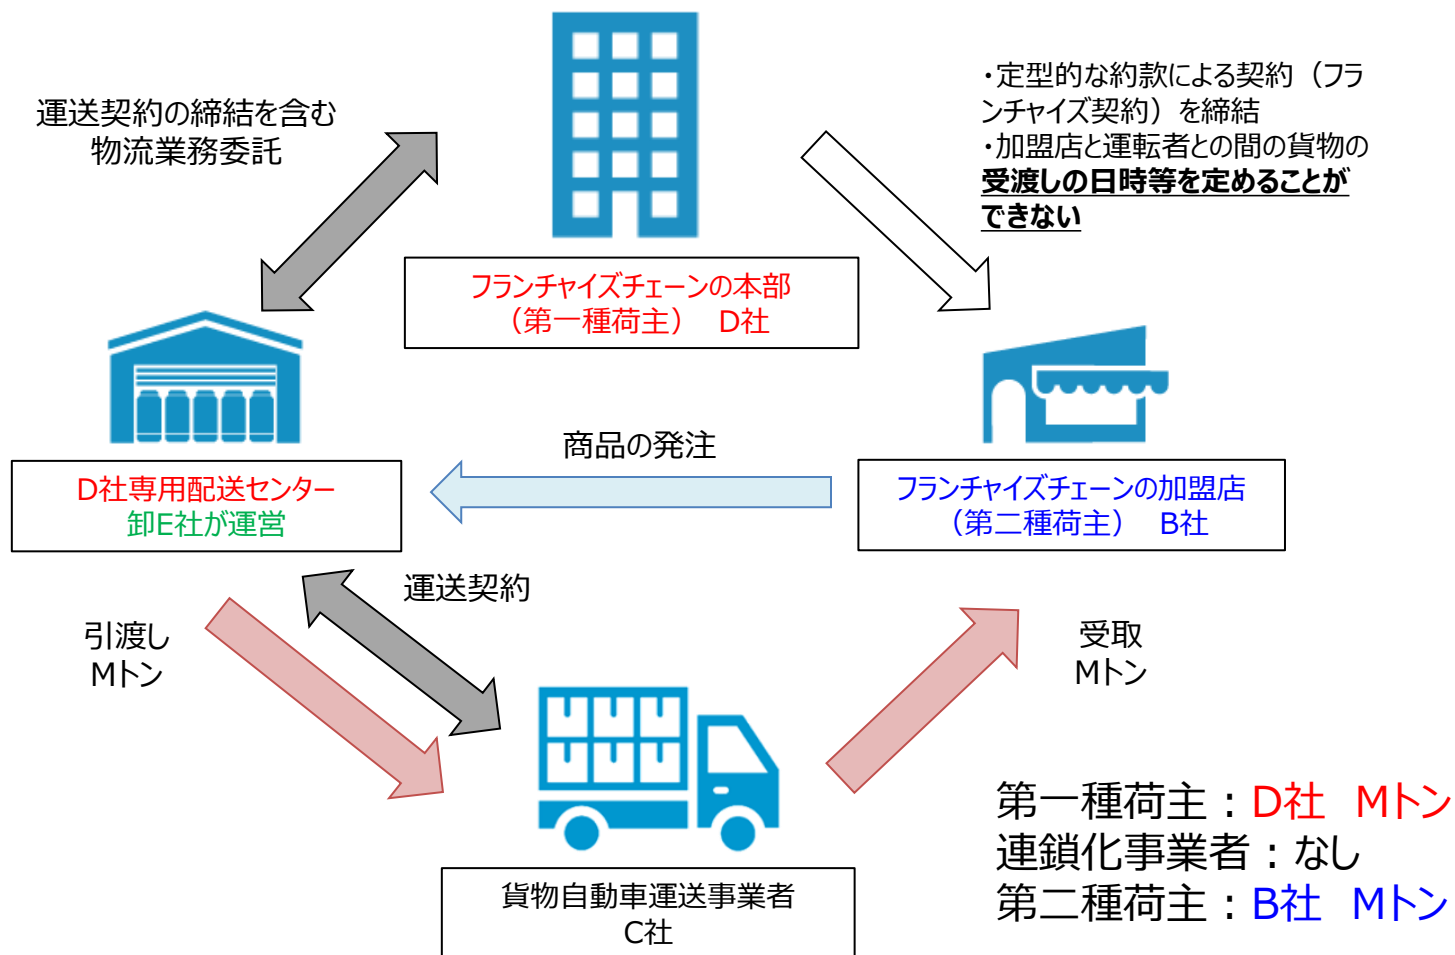 運送契約の締結を含む
物流業務委託
・定型的な約款による契約（フラ
ンチャイズ契約）を締結
・加盟店と運転者との間の貨物の
受渡しの日時等を定めることが
できない
フランチャイズチェーンの本部
（第一種荷主）　D社
商品の発注
D社専用配送センター
卸E社が運営
フランチャイズチェーンの加盟店
（第二種荷主）　B社
運送契約
引渡し
Mトン
受取
Mトン
貨物自動車運送事業者
C社
第一種荷主：D社　Mトン
連鎖化事業者：なし
第二種荷主：B社　Mトン